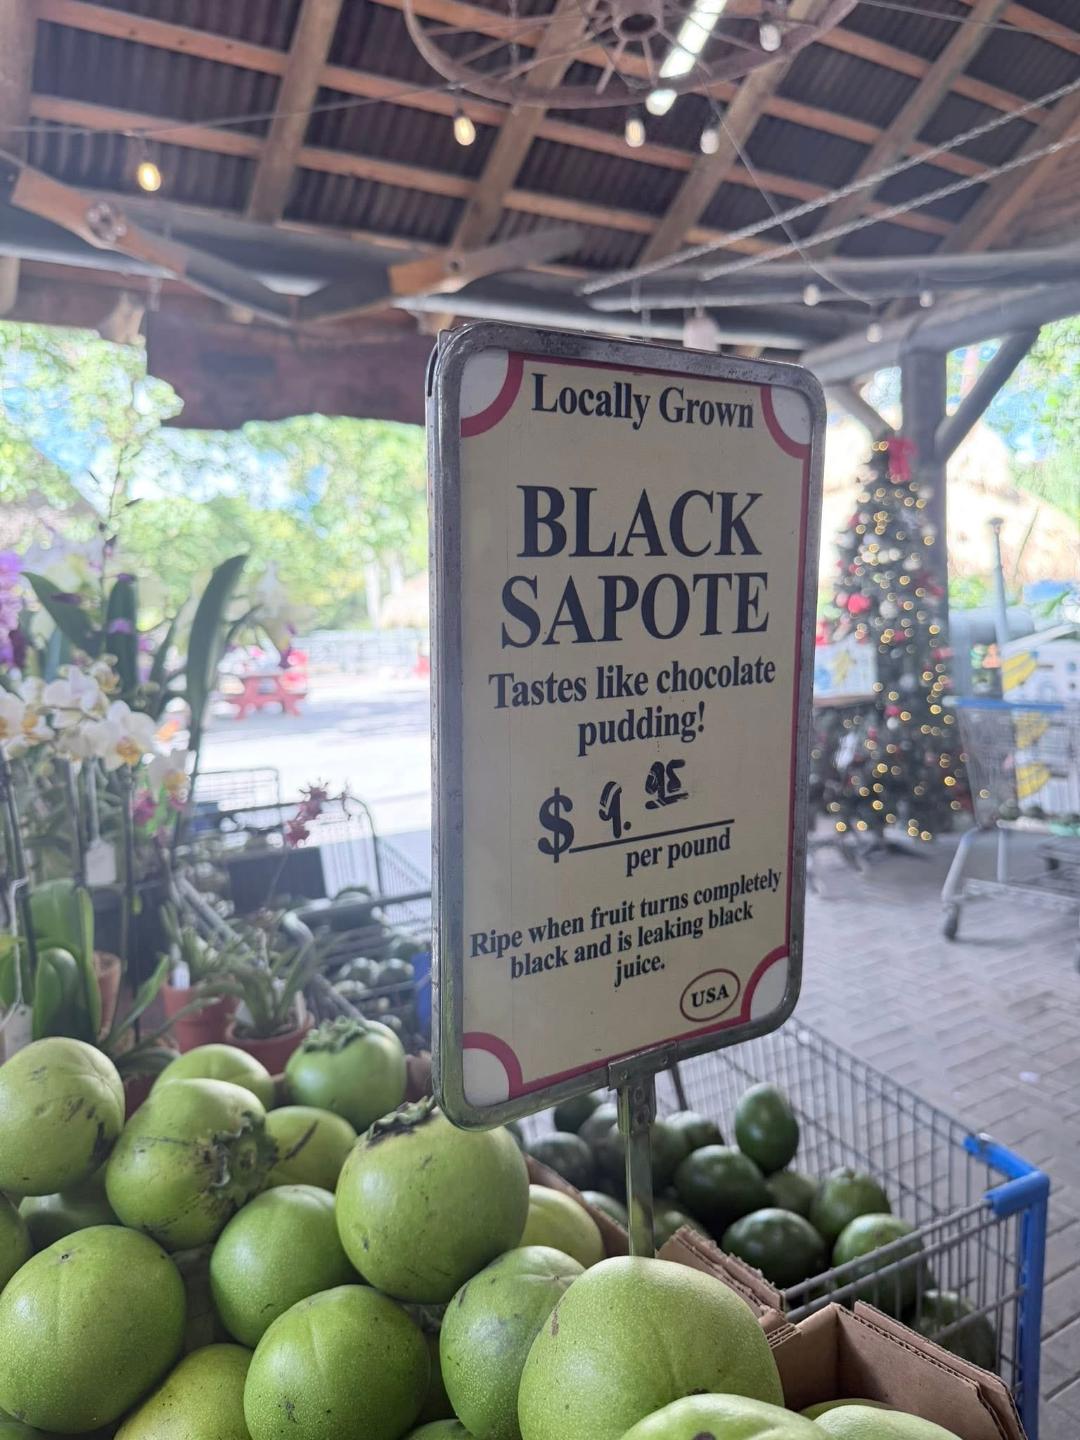 Locally Grown
BLACK
SAPOTE
Tastes like chocolate
pudding!
$ 9.95
per pound
Ripe when fruit turns completely
black and is leaking black
juice.
USA